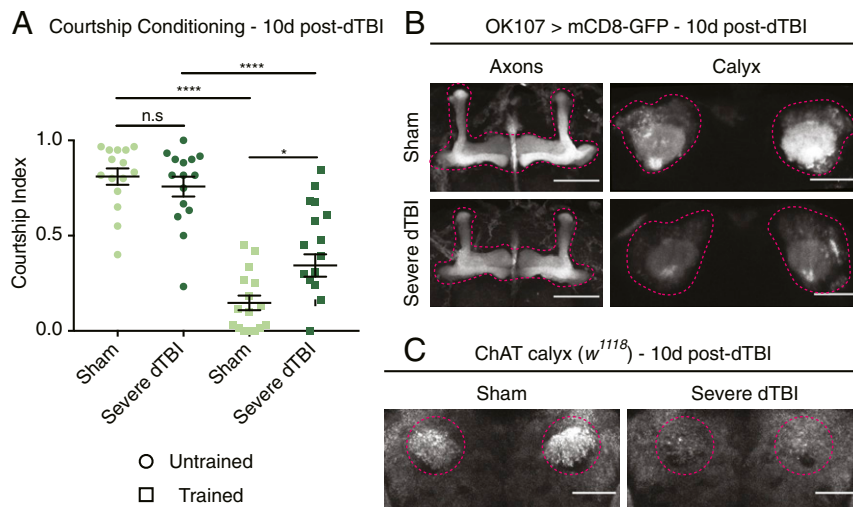 A Courtship Conditioning - 10d post-dTBI
****
****
n.s
*
1.0
0.5
0.0
Courtship Index
Sham
Severe dTBI
Sham
Severe dTBI
Untrained
Trained
B OK107 > mCD8-GFP - 10d post-dTBI
Axons Calyx
Sham
Severe dTBI
C ChAT calyx (w1118) - 10d post-dTBI
Sham Severe dTBI